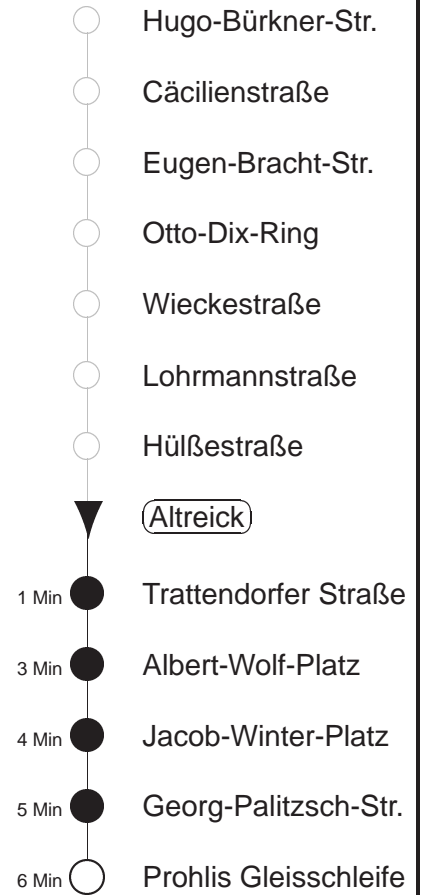 Hugo-Bürkner-Str.
Cäcilienstraße
Eugen-Bracht-Str.
Otto-Dix-Ring
Wieckestraße
Lohrmannstraße
Hülßestraße
Altreick
1 Min Trattendorfer Straße
3 Min Albert-Wolf-Platz
4 Min Jacob-Winter-Platz
5 Min Georg-Palitzsch-Str.
6 Min Prohlis Gleisschleife